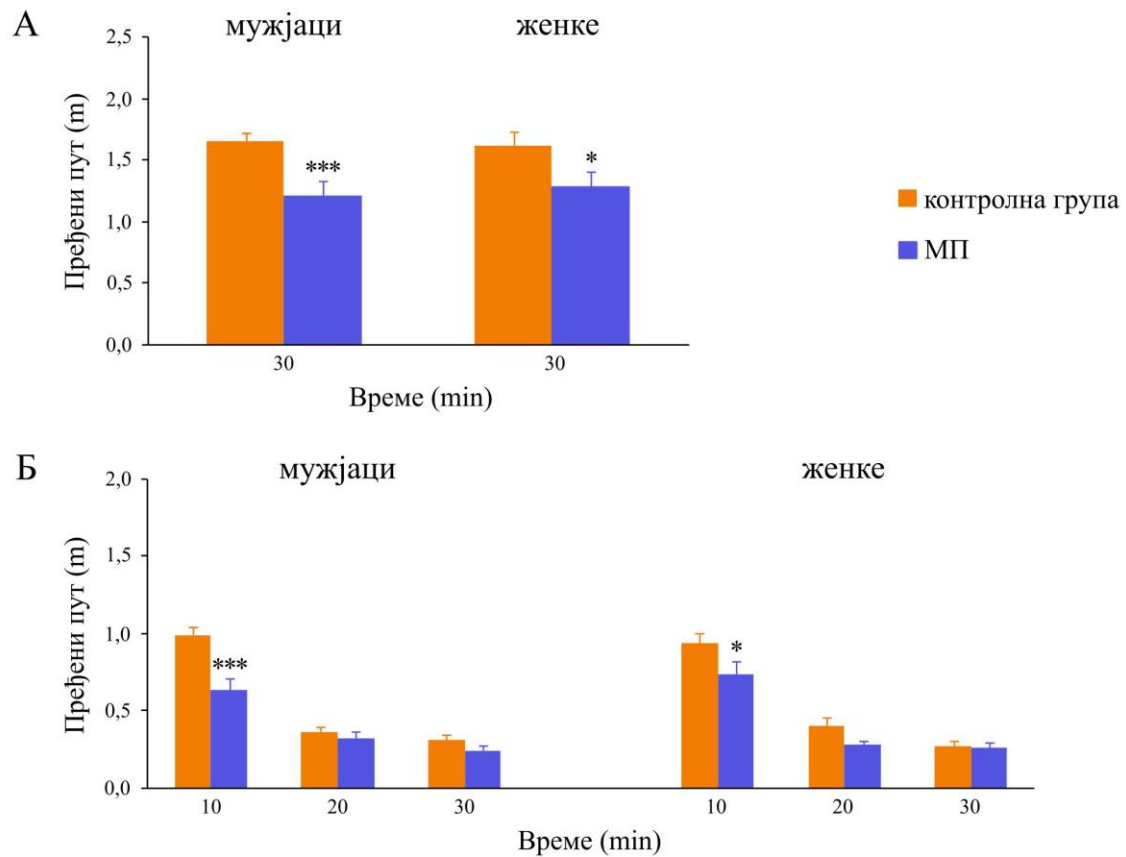 А
мужјаци женке
2,5
2,0
1,5
1,0
0,5
0,0
Пређени пут (m)
*** *
30 30
Време (min)
контролна група
МП
Б
мужјаци женке
2,0
1,5
1,0
0,5
0,0
Пређени пут (m)
*** *
10 20 30 10 20 30
Време (min)